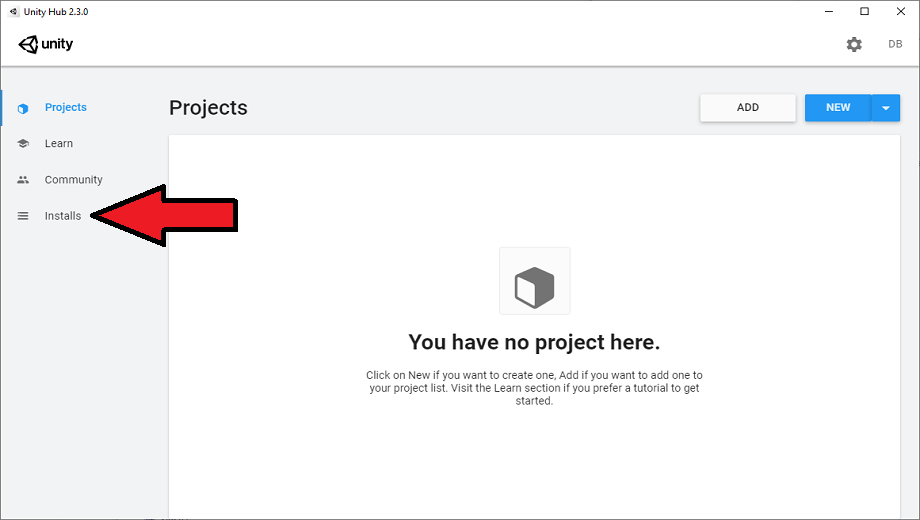 Unity Hub 2.3.0
unity
DB
Projects
Learn
Community
Installs
Projects
ADD
NEW
You have no project here.
Click on New if you want to create one, Add if you want to add one to
your project list. Visit the Learn section if you prefer a tutorial to get
started.